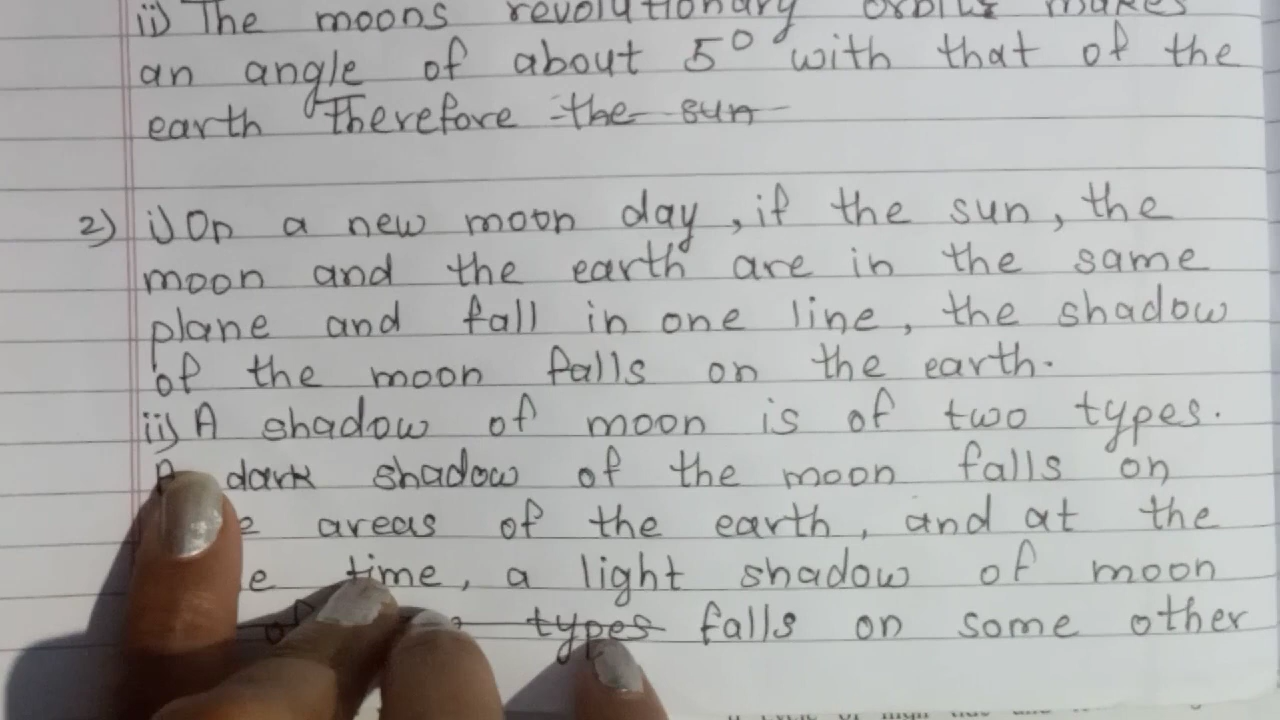 ii) The moons revolutionary orbits makes
an angle of about 5° with that of the
earth Therefore the sun
2) i) On a new moon day, if the sun, the
moon and the earth are in the same
plane and fall in one line, the shadow
of the moon falls on the earth.
ii) A shadow of moon is of two types.
A dark shadow of the moon falls on
areas of the earth, and at the
time, a light shadow of moon
types falls on some other